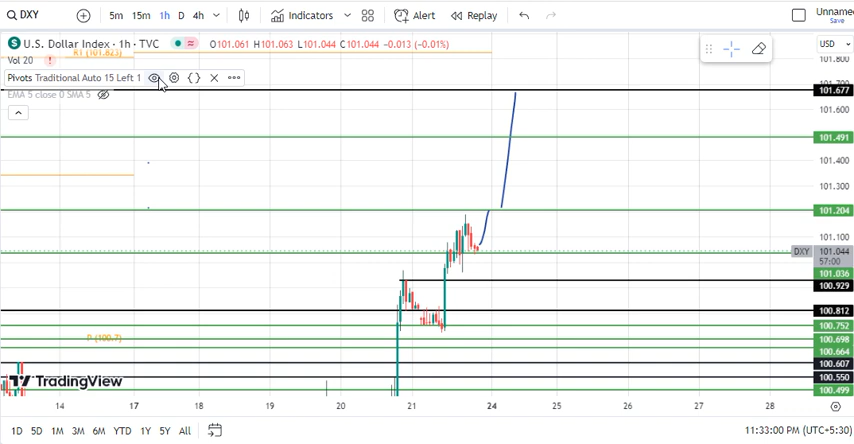 DXY 5m 15m 1h D 4h Indicators Alert Replay Unname
Save
U.S. Dollar Index · 1h · TVC O101.061 H101.063 L101.044 C101.044 −0.013 (−0.01%) USD
R1 (101.823)
Vol 20 !
101.800
Pivots Traditional Auto 15 Left 1
EMA 5 close 0 SMA 5
101.677
101.600
101.491
101.400
101.300
101.204
101.100
DXY 101.044
57:00
101.036
100.929
100.812
100.752
P (100.7)
100.698
100.664
100.607
100.550
100.499
TradingView
14 17 18 19 20 21 24 25 26 27 28
1D 5D 1M 3M 6M YTD 1Y 5Y All 11:33:00 PM (UTC+5:30)